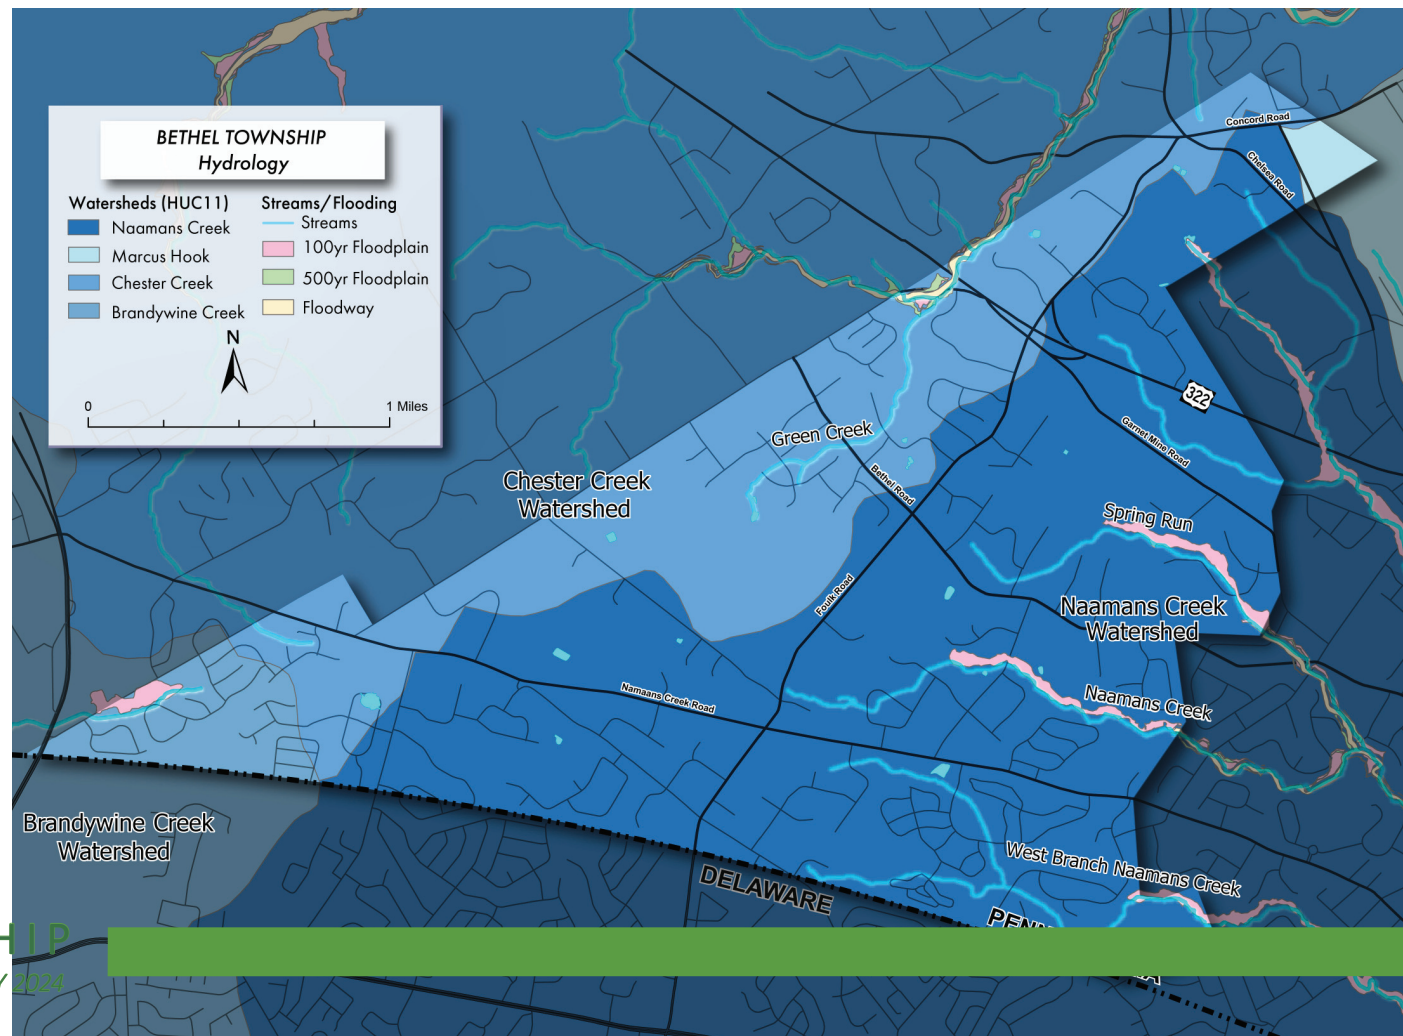 BETHEL TOWNSHIP
Hydrology
Watersheds (HUC11)
Naamans Creek
Marcus Hook
Chester Creek
Brandywine Creek
Streams/Flooding
Streams
100yr Floodplain
500yr Floodplain
Floodway
N
0
1 Miles
Concord Road
Chelsea Road
322
Garnet Mine Road
Green Creek
Bethel Road
Chester Creek
Watershed
Spring Run
Foulk Road
Naamans Creek
Watershed
Namaans Creek Road
Naamans Creek
Brandywine Creek
Watershed
West Branch Naamans Creek
DELAWARE
HIP
2024